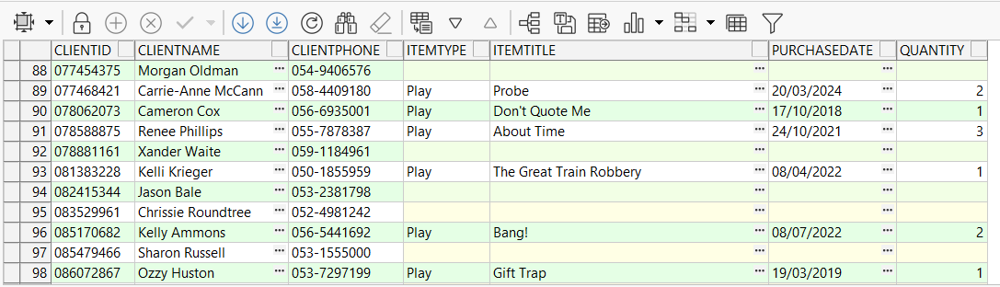 CLIENTID CLIENTNAME CLIENTPHONE ITEMTYPE ITEMTITLE PURCHASEDATE QUANTITY
88 077454375 Morgan Oldman ... 054-9406576 ... ...
89 077468421 Carrie-Anne McCann ... 058-4409180 Play Probe ... 20/03/2024 ... 2
90 078062073 Cameron Cox ... 056-6935001 Play Don't Quote Me ... 17/10/2018 ... 1
91 078588875 Renee Phillips ... 055-7878387 Play About Time ... 24/10/2021 ... 3
92 078881161 Xander Waite ... 059-1184961 ... ...
93 081383228 Kelli Krieger ... 050-1855959 Play The Great Train Robbery ... 08/04/2022 ... 1
94 082415344 Jason Bale ... 053-2381798 ... ...
95 083529961 Chrissie Roundtree ... 052-4981242 ... ...
96 085170682 Kelly Ammons ... 056-5441692 Play Bang! ... 08/07/2022 ... 2
97 085479466 Sharon Russell ... 053-1555000 ... ...
98 086072867 Ozzy Huston ... 053-7297199 Play Gift Trap ... 19/03/2019 ... 1